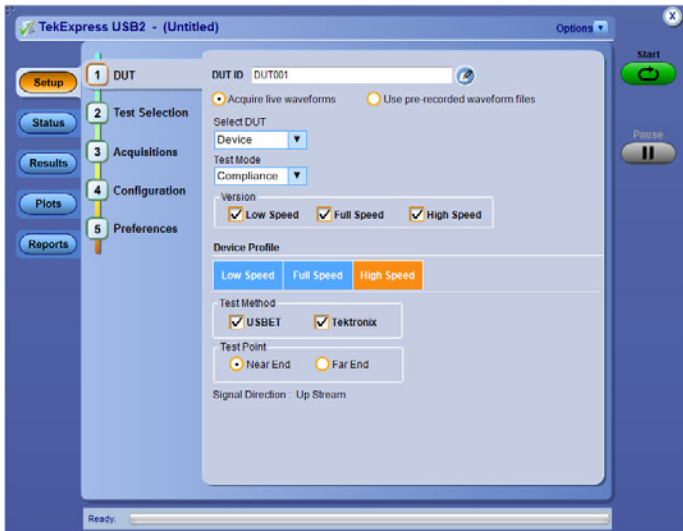 TekExpress USB2 - (Untitled)
Options
x
Start
Setup
Status
Results
Plots
Reports
1 DUT
2 Test Selection
3 Acquisitions
4 Configuration
5 Preferences
DUT ID DUT001
Acquire live waveforms Use pre-recorded waveform files
Select DUT
Device
Test Mode
Compliance
Version
Low Speed Full Speed High Speed
Device Profile
Low Speed Full Speed High Speed
Test Method
USBET Tektronix
Test Point
Near End Far End
Signal Direction : Up Stream
Pause
Ready.